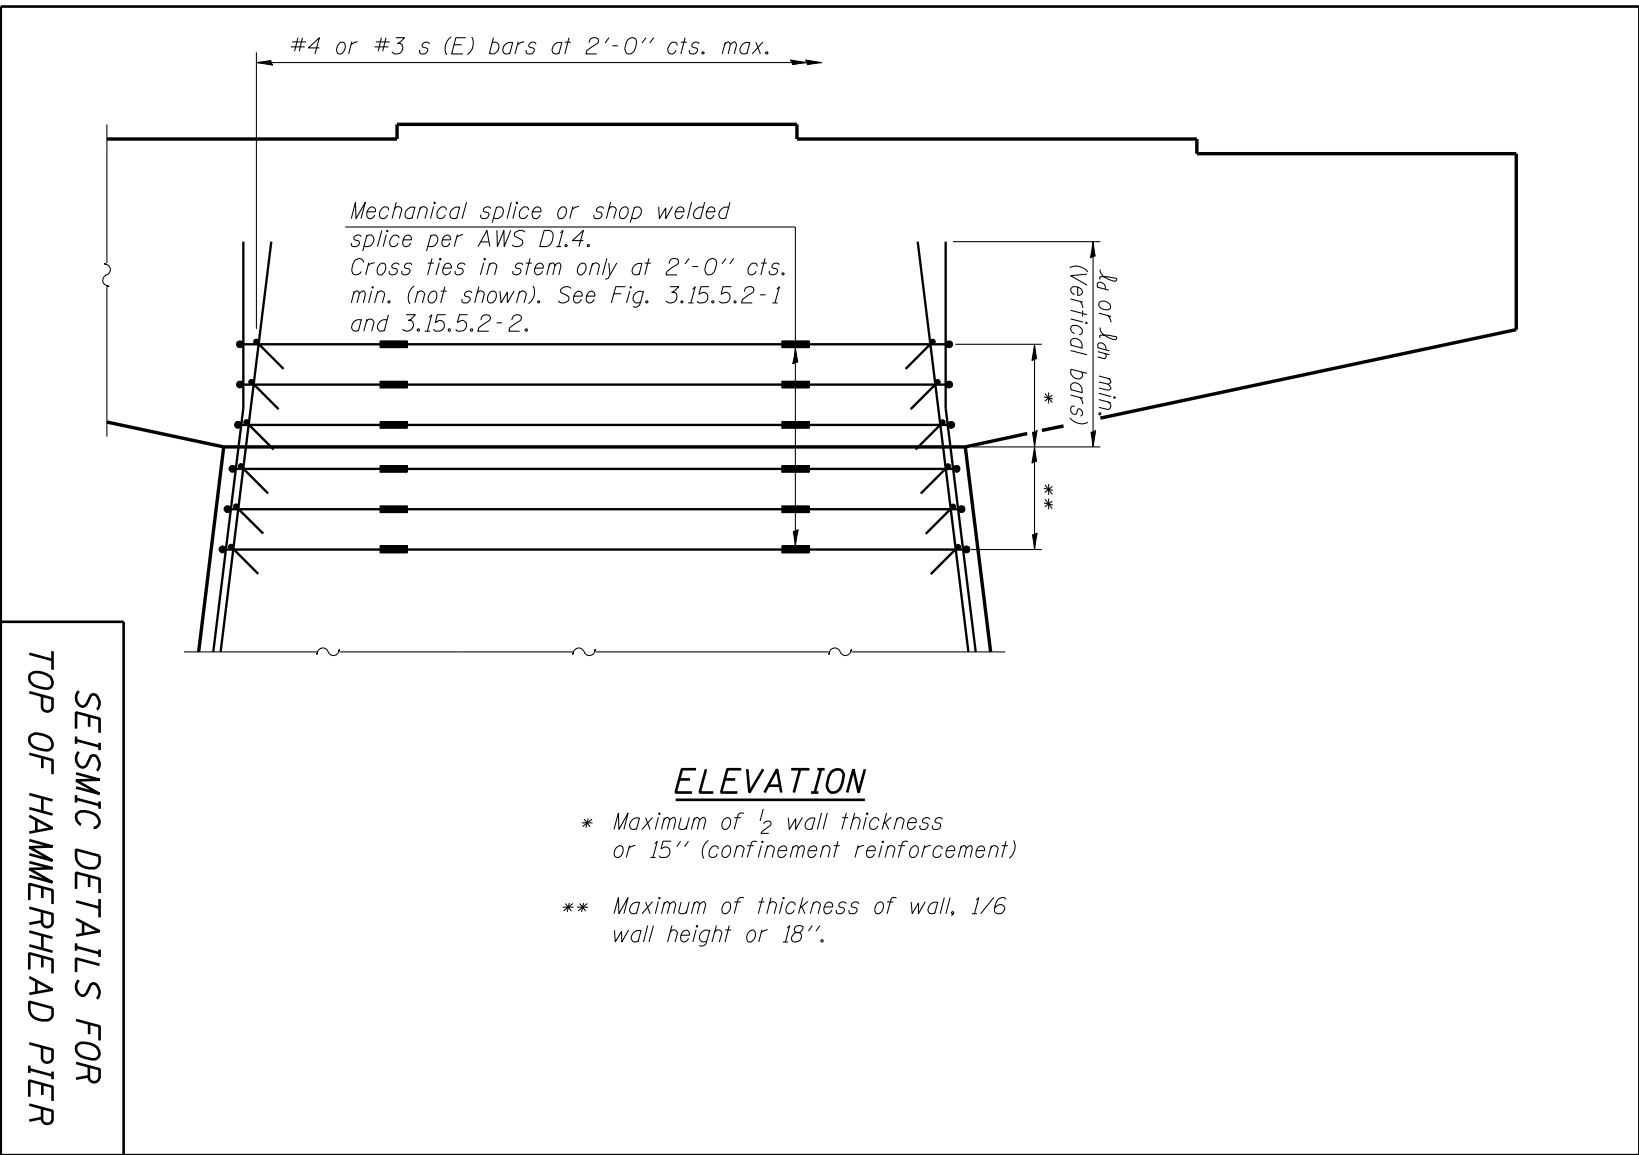 #4 or #3 s (E) bars at 2'-0'' cts. max.
Mechanical splice or shop welded
splice per AWS D1.4.
Cross ties in stem only at 2'-0'' cts.
min. (not shown). See Fig. 3.15.5.2-1
and 3.15.5.2-2.
ℓd or ℓdh min.
(Vertical bars)
*
**
ELEVATION
* Maximum of 1/2 wall thickness
or 15'' (confinement reinforcement)
** Maximum of thickness of wall, 1/6
wall height or 18''.
SEISMIC DETAILS FOR
TOP OF HAMMERHEAD PIER